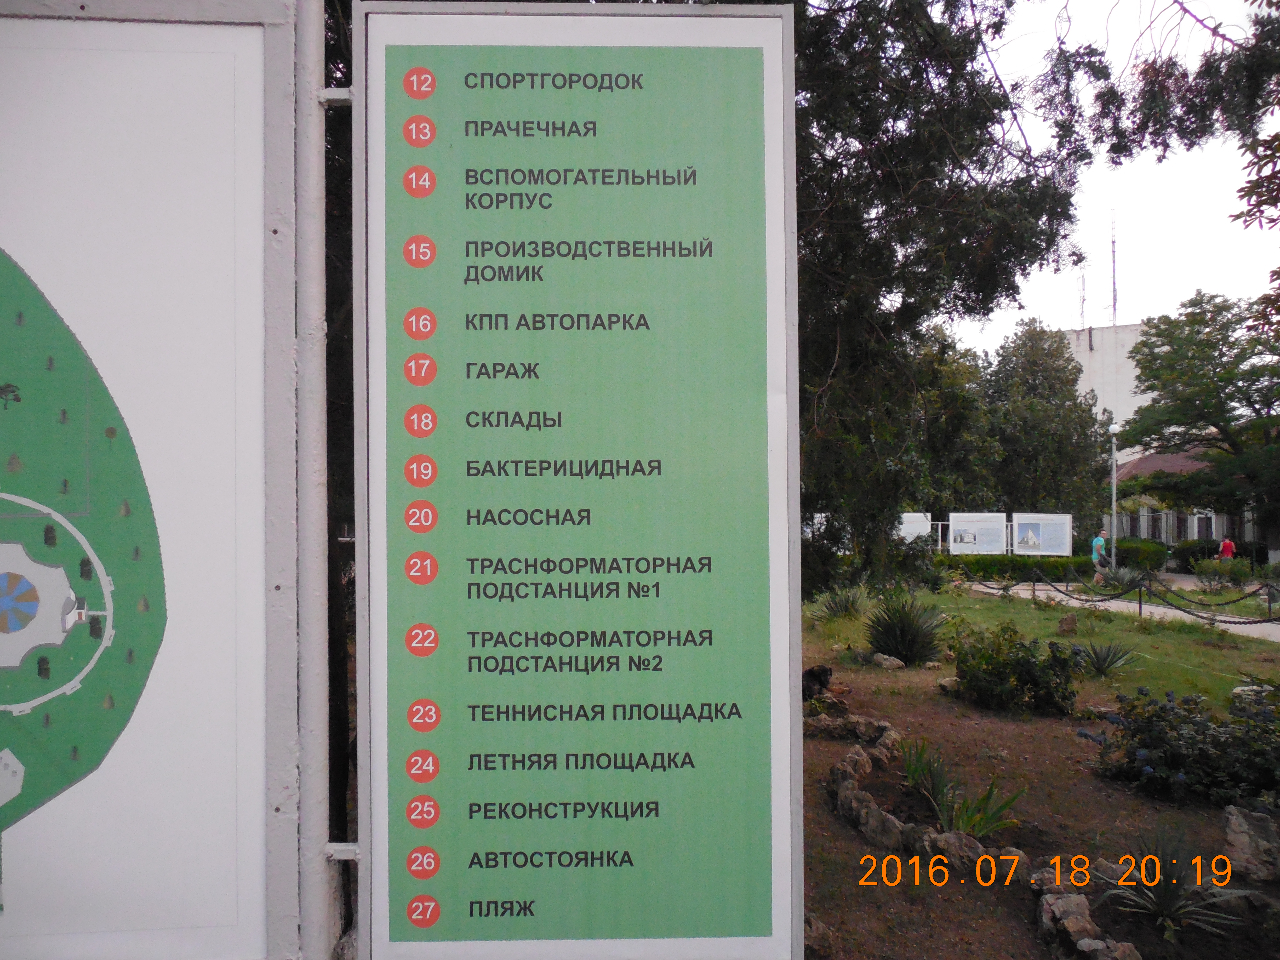 12 СПОРТГОРОДОК
13 ПРАЧЕЧНАЯ
14 ВСПОМОГАТЕЛЬНЫЙ
КОРПУС
15 ПРОИЗВОДСТВЕННЫЙ
ДОМИК
16 КПП АВТОПАРКА
17 ГАРАЖ
18 СКЛАДЫ
19 БАКТЕРИЦИДНАЯ
20 НАСОСНАЯ
21 ТРАСНФОРМАТОРНАЯ
ПОДСТАНЦИЯ №1
22 ТРАСНФОРМАТОРНАЯ
ПОДСТАНЦИЯ №2
23 ТЕННИСНАЯ ПЛОЩАДКА
24 ЛЕТНЯЯ ПЛОЩАДКА
25 РЕКОНСТРУКЦИЯ
26 АВТОСТОЯНКА
27 ПЛЯЖ
2016.07.18 20:19